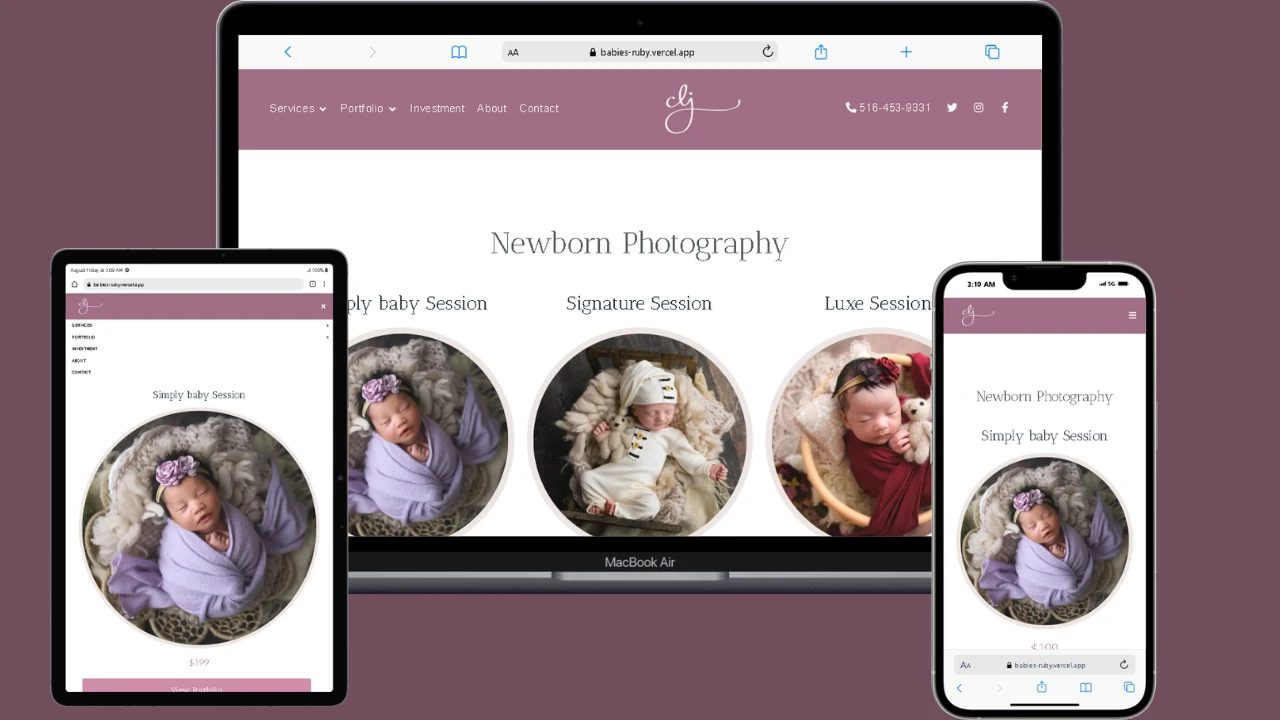 AA babies-ruby.vercel.app
Services Portfolio Investment About Contact clj 516-453-9331
Newborn Photography
ply baby Session Signature Session Luxe Session
MacBook Air
August Friday at 3:09 AM 100%
babies-ruby.vercel.app
clj
SERVICES
PORTFOLIO
INVESTMENT
ABOUT
CONTACT
Simply baby Session
$199
View Portfolio
3:10 AM 5G
clj
Newborn Photography
Simply baby Session
$199
AA babies-ruby.vercel.app